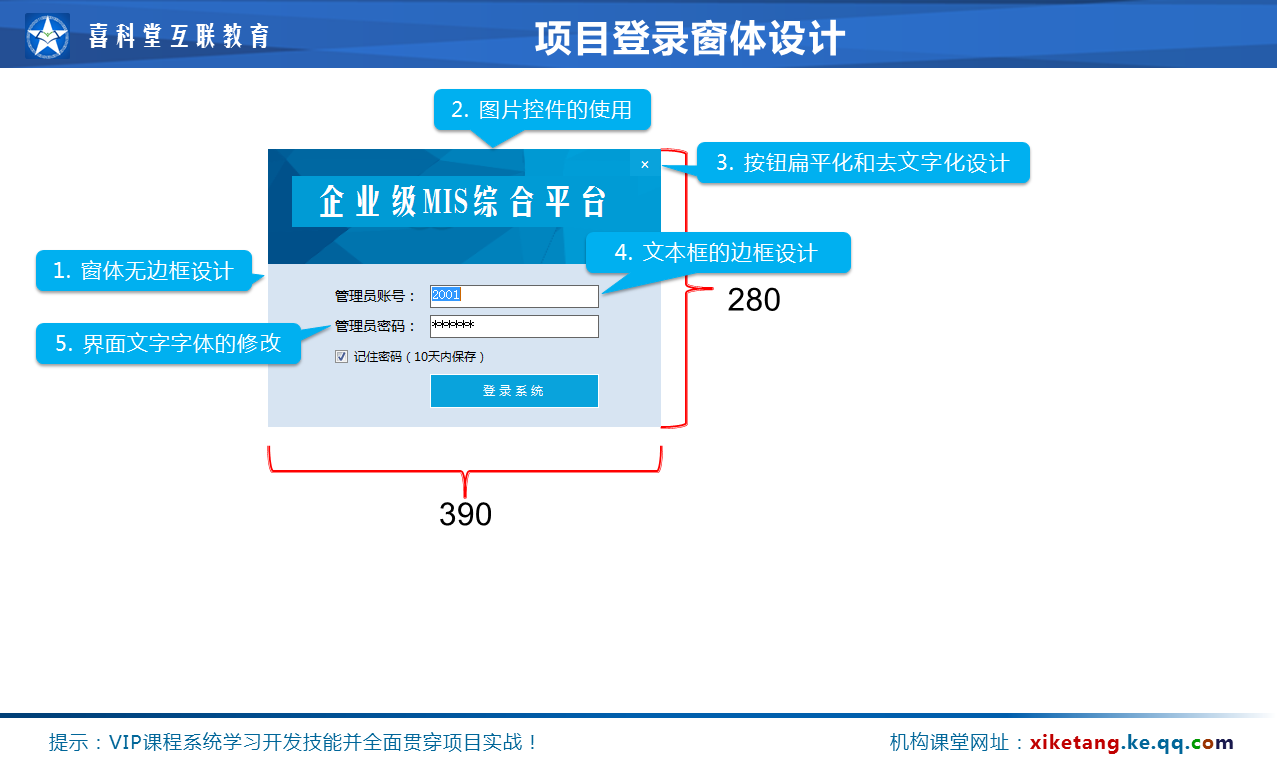 喜科堂互联教育
项目登录窗体设计
2. 图片控件的使用
3. 按钮扁平化和去文字化设计
×
企业级MIS综合平台
4. 文本框的边框设计
1. 窗体无边框设计
管理员账号： 2001
280
管理员密码： ******
5. 界面文字字体的修改
记住密码（10天内保存）
登录系统
390
提示：VIP课程系统学习开发技能并全面贯穿项目实战！
机构课堂网址：xiketang.ke.qq.com